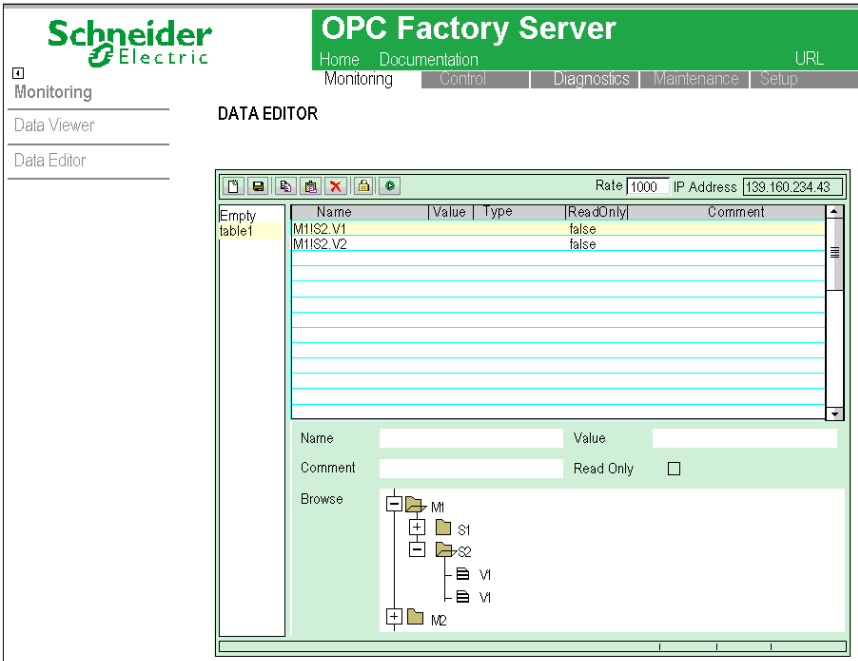 Schneider
Electric
OPC Factory Server
Home Documentation URL
Monitoring Control Diagnostics Maintenance Setup
Monitoring
Data Viewer
Data Editor
DATA EDITOR
Rate 1000 IP Address 139.160.234.43
Empty
table1
Name Value Type ReadOnly Comment
M1!S2.V1 false
M1!S2.V2 false
Name Value
Comment Read Only
Browse
M1
S1
S2
V1
V1
M2